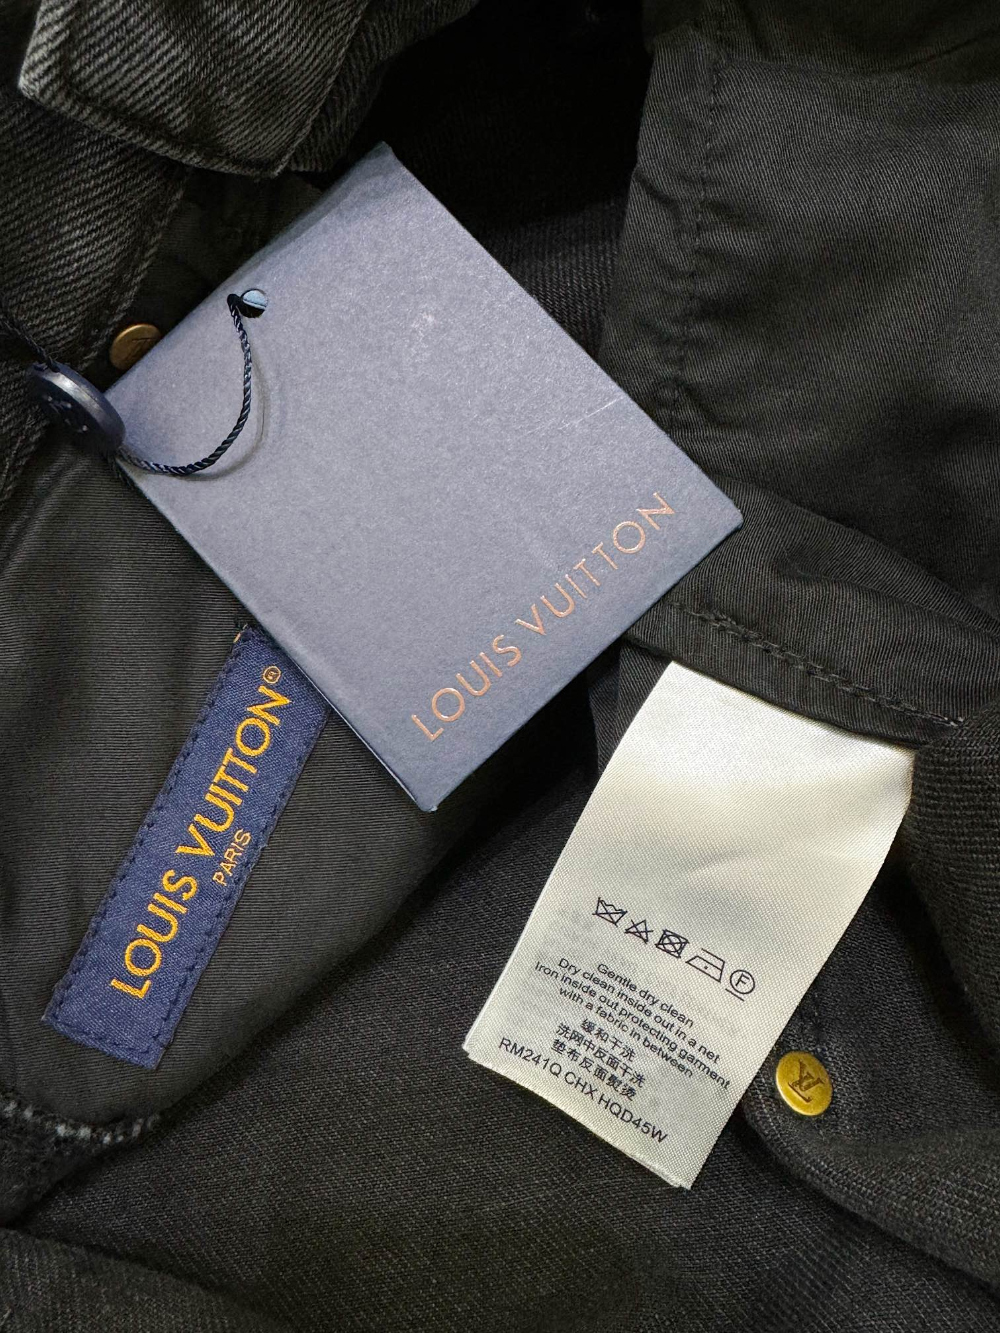 LOUIS VUITTON
LOUIS VUITTON®
PARIS
F
Gentle dry clean
Dry clean inside out in a net
Iron inside out protecting garment
with a fabric in between
缓和干洗
洗网中反面干洗
垫布反面熨烫
RM241Q CHX HQD45W
LV